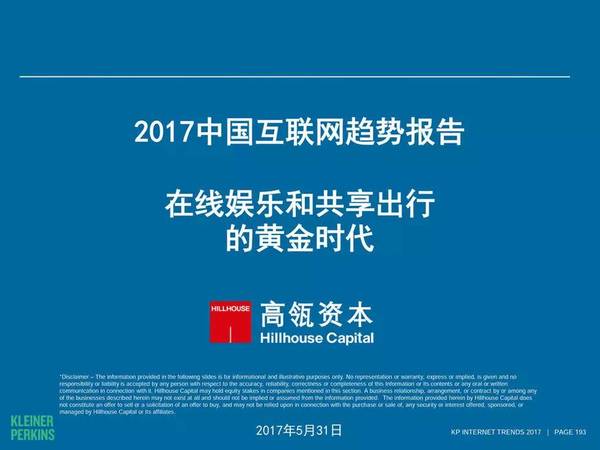 2017中国互联网趋势报告
在线娱乐和共享出行
的黄金时代
HILLHOUSE
高瓴资本
Hillhouse Capital
*Disclaimer – The information provided in the following slides is for informational and illustrative purposes only. No representation or warranty, express or implied, is given and no
responsibility or liability is accepted by any person with respect to the accuracy, reliability, correctness or completeness of this Information or its contents or any oral or written
communication in connection with it. Hillhouse Capital may hold equity stakes in companies mentioned in this section. A business relationship, arrangement, or contract by or among any
of the businesses described herein may not exist at all and should not be implied or assumed from the information provided. The information provided herein by Hillhouse Capital does
not constitute an offer to sell or a solicitation of an offer to buy, and may not be relied upon in connection with the purchase or sale of, any security or interest offered, sponsored, or
managed by Hillhouse Capital or its affiliates.
KLEINER
PERKINS
2017年5月31日
KP INTERNET TRENDS 2017 | PAGE 193